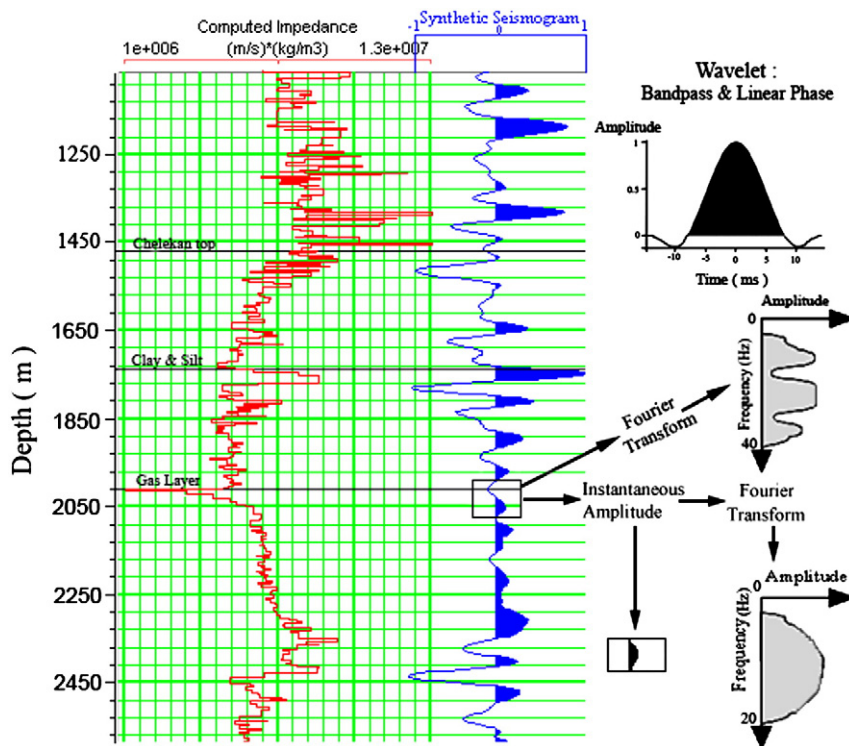 Computed Impedance
(m/s)*(kg/m3)
1e+006
1.3e+007
Synthetic Seismogram
-1
0
1
Wavelet :
Bandpass & Linear Phase
Amplitude
1
0.5
0
-10
-5
0
5
10
Time ( ms )
Depth ( m )
1250
1450
Chelekan top
1650
Clay & Silt
1850
Gas Layer
2050
2250
2450
Fourier
Transform
Instantaneous
Amplitude
Fourier
Transform
Amplitude
0
Frequency (Hz)
40
Amplitude
0
Frequency (Hz)
20